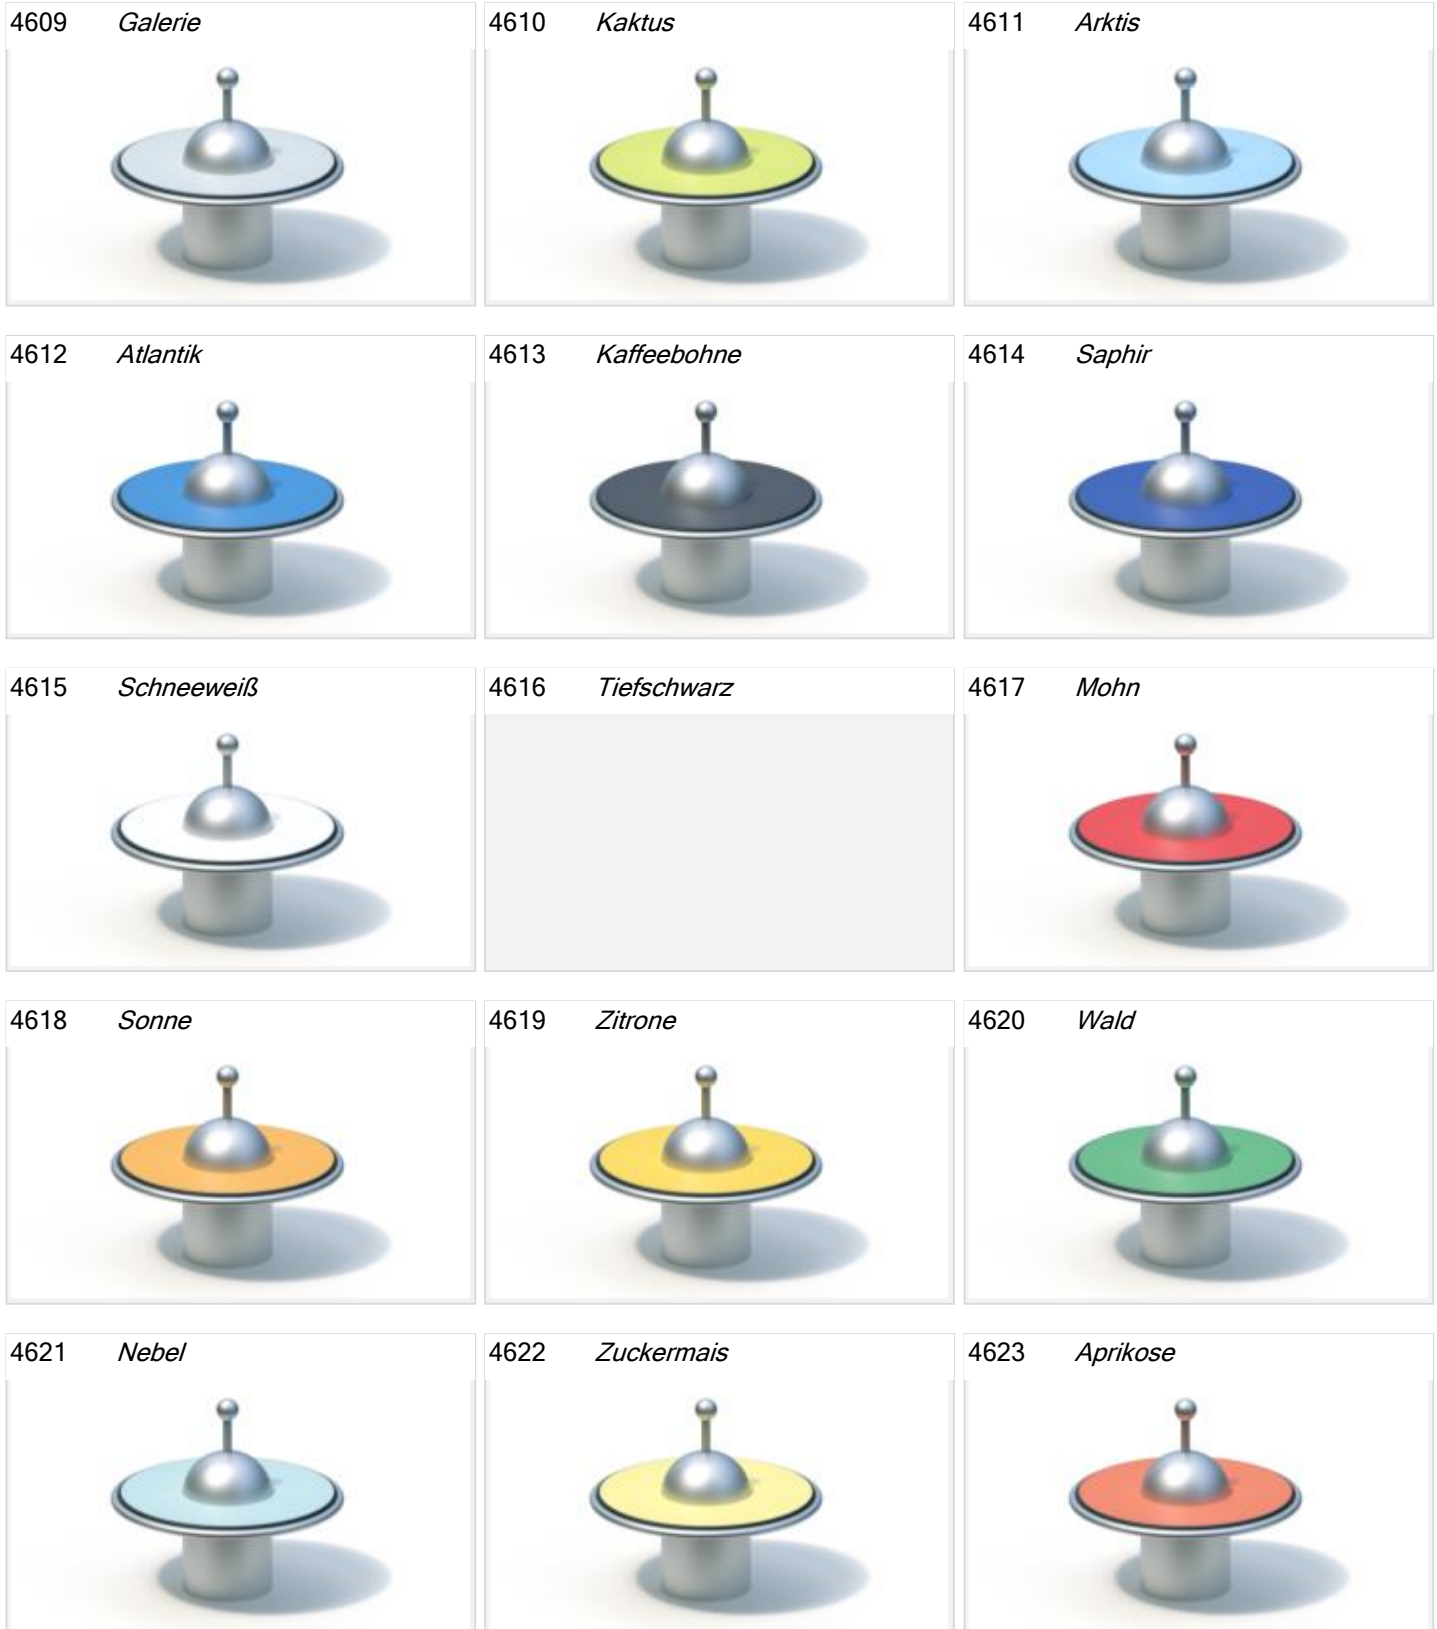 4609 Galerie
4610 Kaktus
4611 Arktis
4612 Atlantik
4613 Kaffeebohne
4614 Saphir
4615 Schneeweiß
4616 Tiefschwarz
4617 Mohn
4618 Sonne
4619 Zitrone
4620 Wald
4621 Nebel
4622 Zuckermais
4623 Aprikose